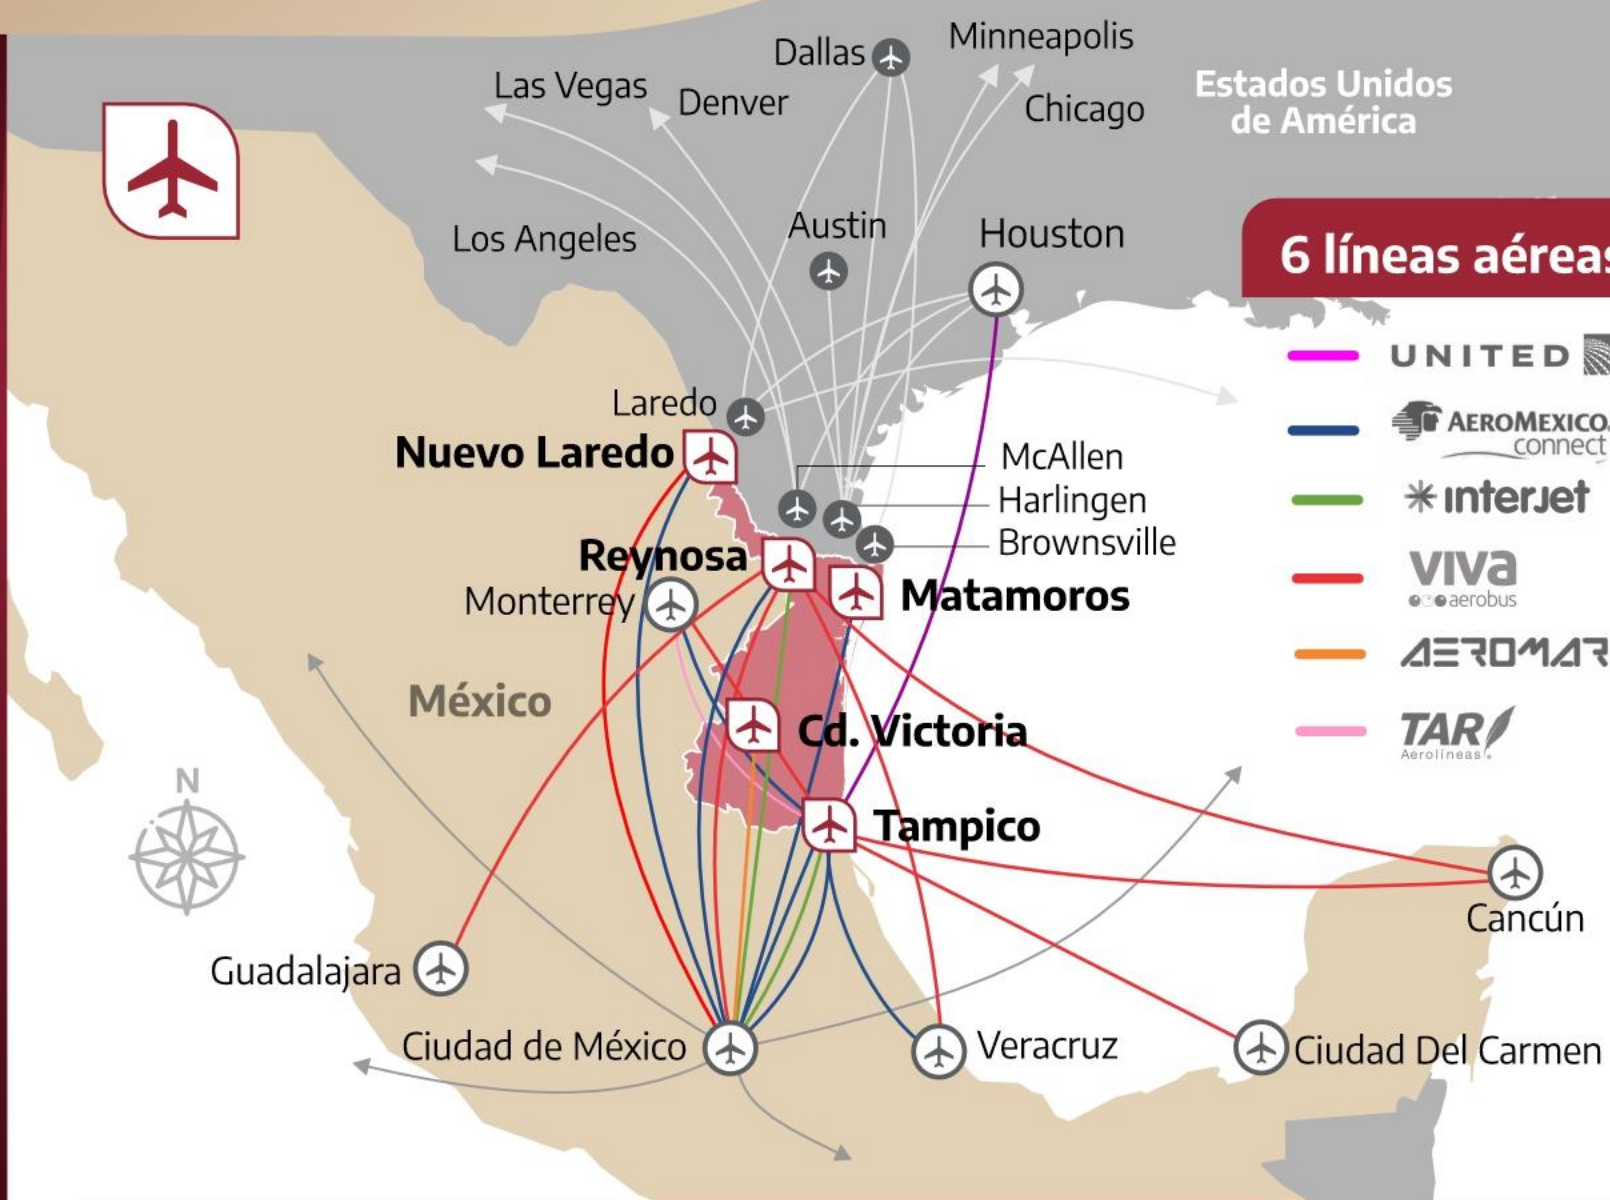 Dallas
Minneapolis
Las Vegas
Denver
Chicago
Estados Unidos
de América
Los Angeles
Austin
Houston
6 líneas aéreas
UNITED
Laredo
AEROMEXICO.
connect
Nuevo Laredo
McAllen
Harlingen
interjet
Brownsville
Reynosa
Monterrey
Matamoros
viva
aerobus
AEROMAR
México
Cd. Victoria
TAR
Aerolíneas.
N
Tampico
Cancún
Guadalajara
Ciudad de México
Veracruz
Ciudad Del Carmen